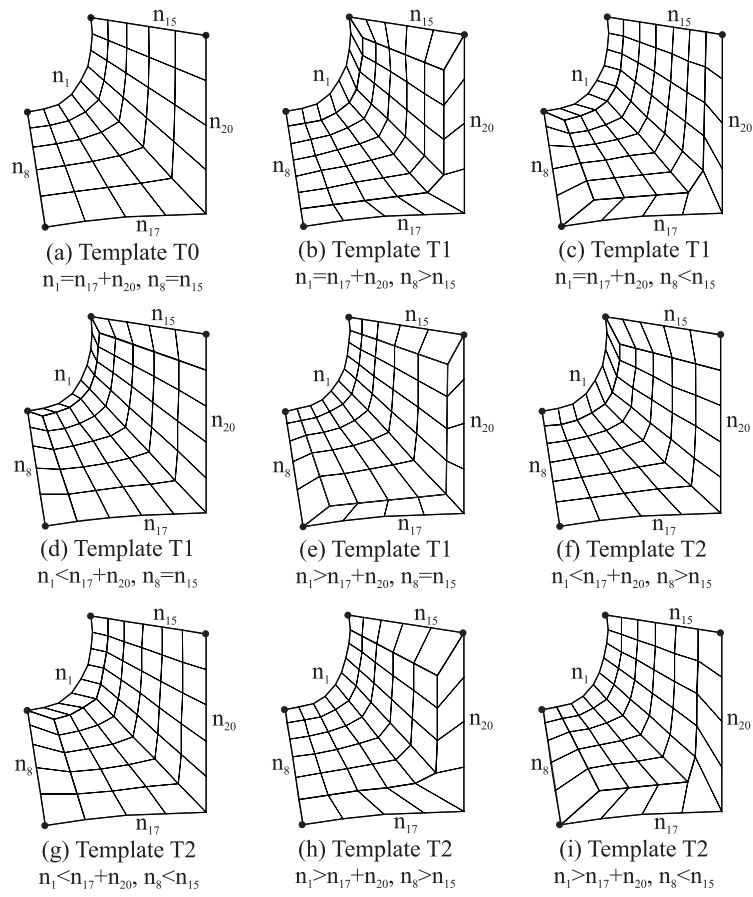 n₁₅ n₁₅ n₁₅
n₁ n₁ n₁
n₂₀ n₂₀ n₂₀
n₈ n₈ n₈
n₁₇ n₁₇ n₁₇
(a) Template T0 (b) Template T1 (c) Template T1
n₁=n₁₇+n₂₀, n₈=n₁₅ n₁=n₁₇+n₂₀, n₈>n₁₅ n₁=n₁₇+n₂₀, n₈<n₁₅
n₁₅ n₁₅ n₁₅
n₁ n₁ n₁
n₂₀ n₂₀ n₂₀
n₈ n₈ n₈
n₁₇ n₁₇ n₁₇
(d) Template T1 (e) Template T1 (f) Template T2
n₁<n₁₇+n₂₀, n₈=n₁₅ n₁>n₁₇+n₂₀, n₈=n₁₅ n₁<n₁₇+n₂₀, n₈>n₁₅
n₁₅ n₁₅ n₁₅
n₁ n₁ n₁
n₂₀ n₂₀ n₂₀
n₈ n₈ n₈
n₁₇ n₁₇ n₁₇
(g) Template T2 (h) Template T2 (i) Template T2
n₁<n₁₇+n₂₀, n₈<n₁₅ n₁>n₁₇+n₂₀, n₈>n₁₅ n₁>n₁₇+n₂₀, n₈<n₁₅